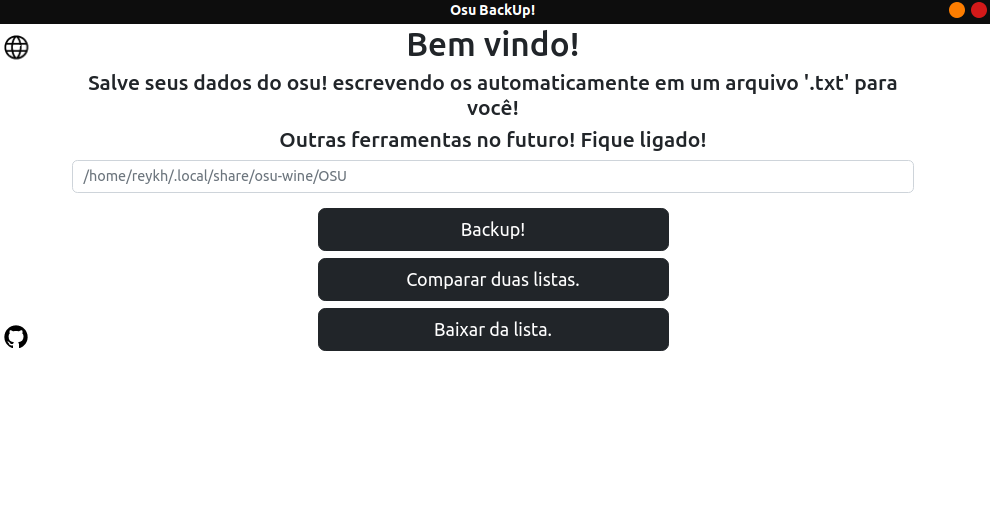 Osu BackUp!
Bem vindo!
Salve seus dados do osu! escrevendo os automaticamente em um arquivo '.txt' para
você!
Outras ferramentas no futuro! Fique ligado!
/home/reykh/.local/share/osu-wine/OSU
Backup!
Comparar duas listas.
Baixar da lista.